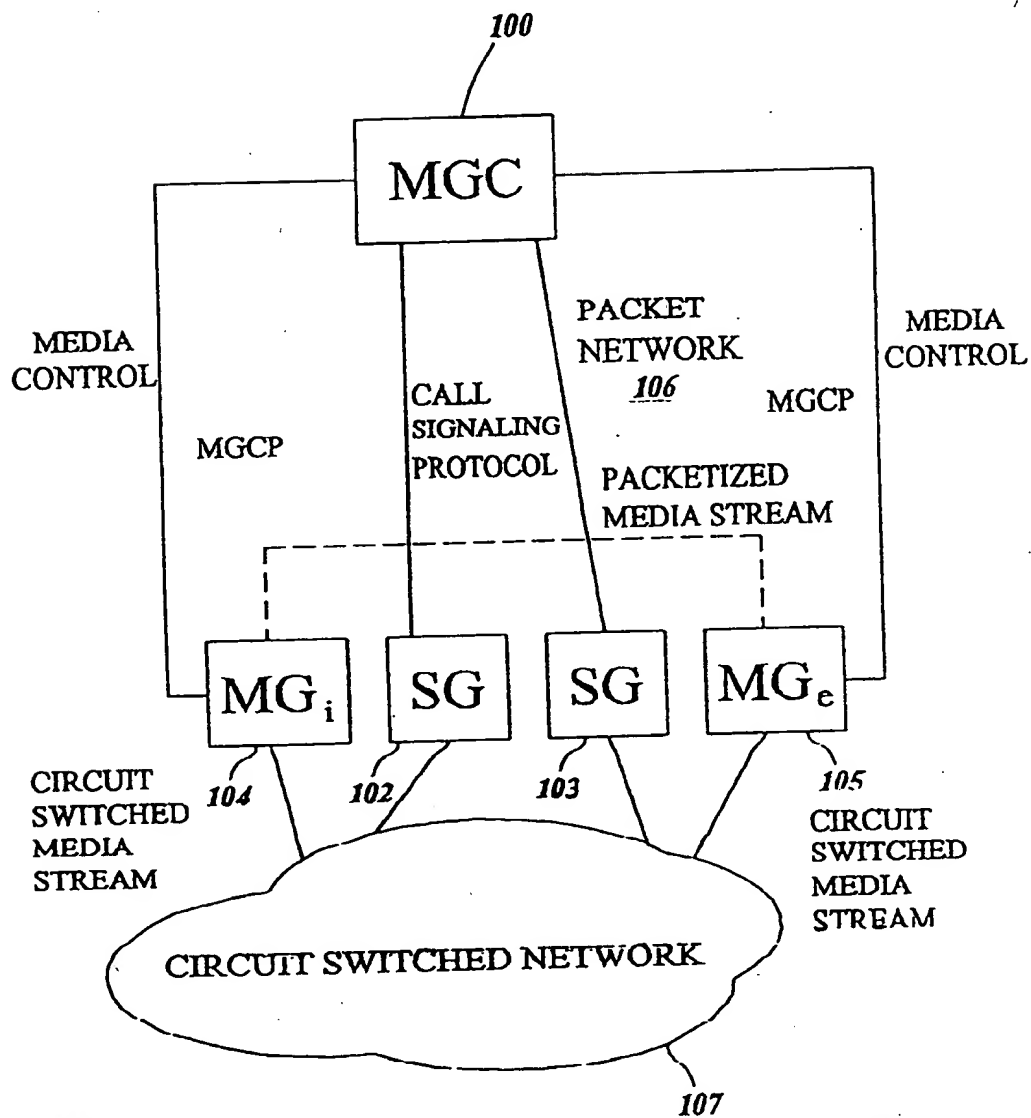 100
MGC
MEDIA
CONTROL
MGCP
CALL
SIGNALING
PROTOCOL
PACKET
NETWORK
106
MGCP
MEDIA
CONTROL
PACKETIZED
MEDIA STREAM
MGi
SG
SG
MGe
104
102
103
105
CIRCUIT
SWITCHED
MEDIA
STREAM
CIRCUIT
SWITCHED
MEDIA
STREAM
CIRCUIT SWITCHED NETWORK
107